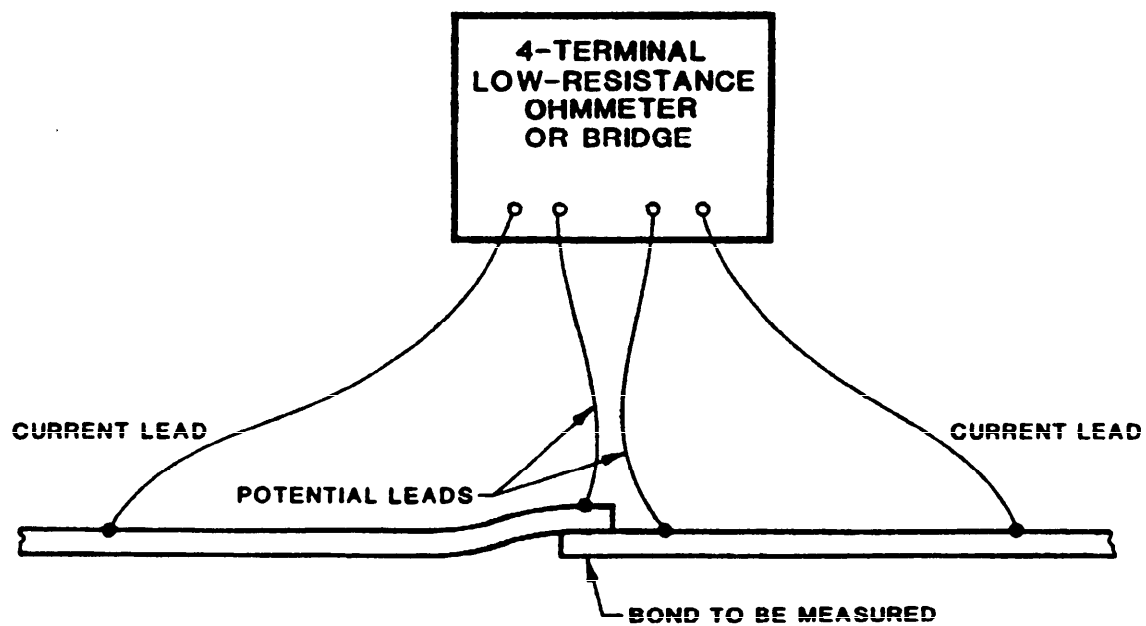 4-TERMINAL
LOW-RESISTANCE
OHMMETER
OR BRIDGE
CURRENT LEAD
CURRENT LEAD
POTENTIAL LEADS
BOND TO BE MEASURED